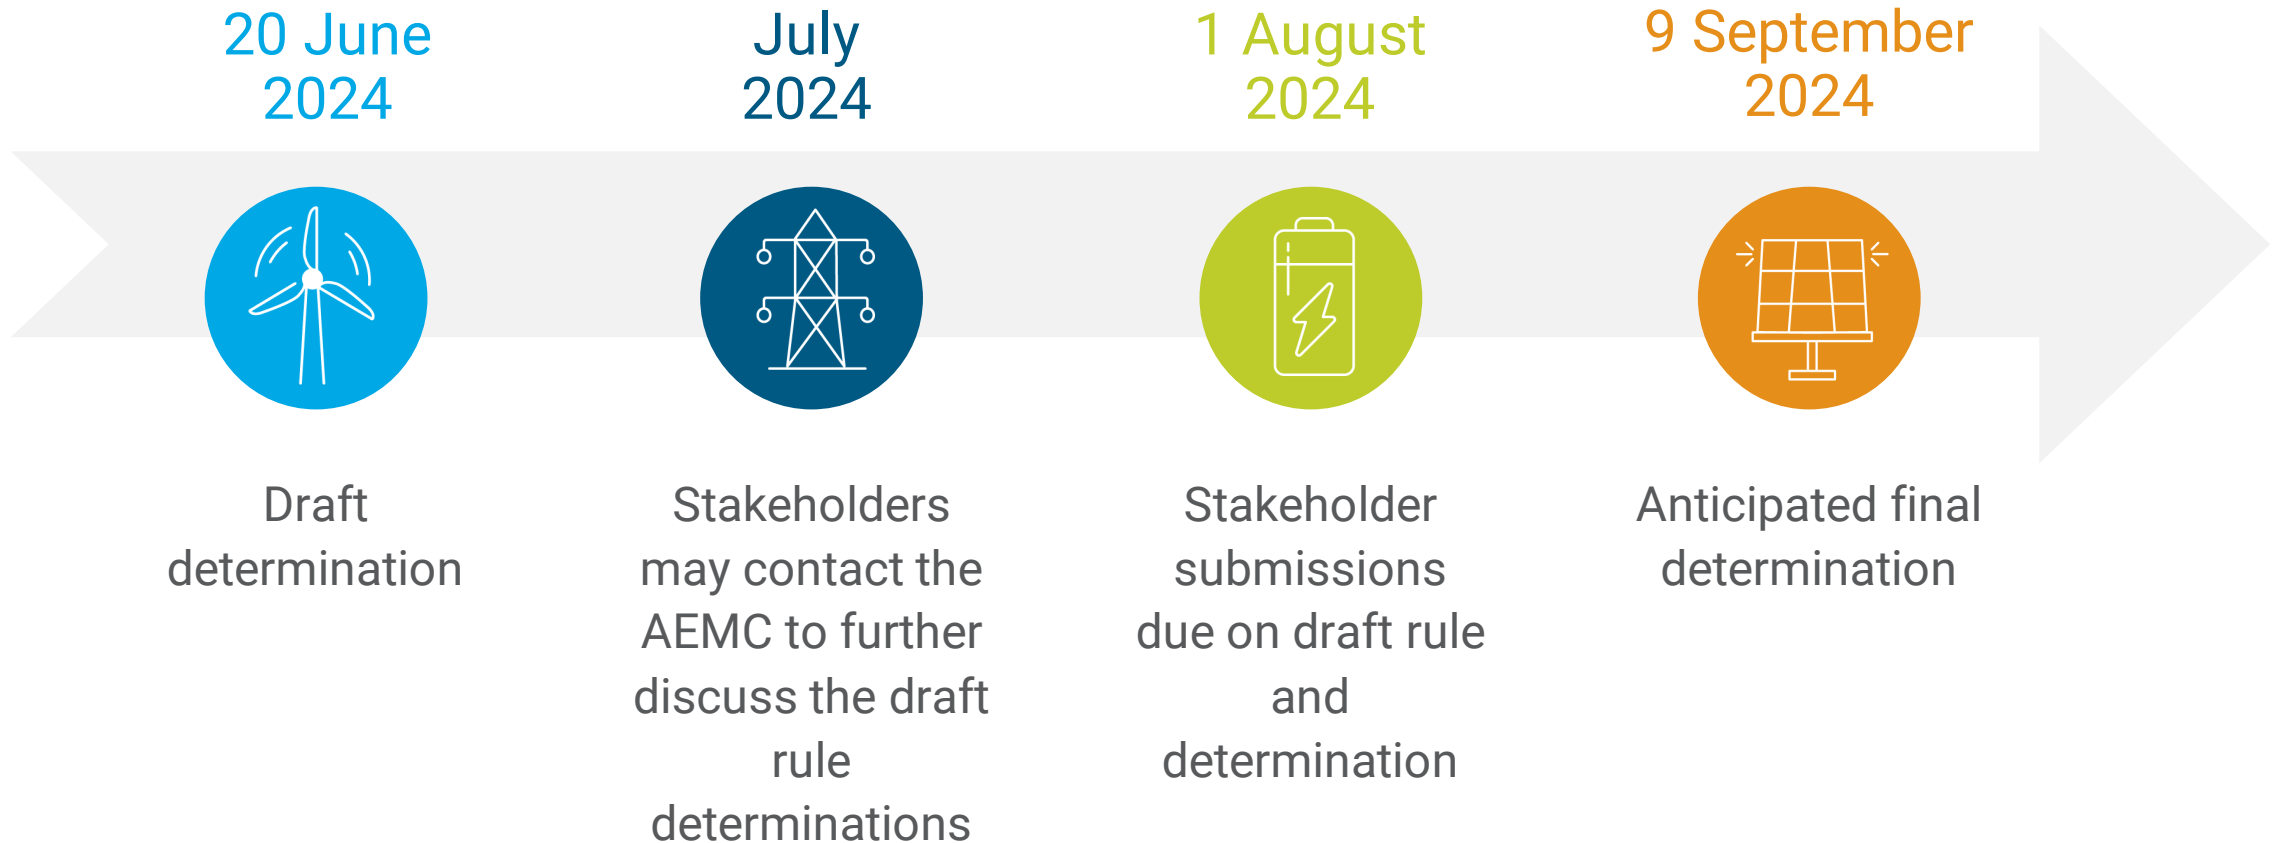 20 June
2024
July
2024
1 August
2024
9 September
2024
Draft
determination
Stakeholders
may contact the
AEMC to further
discuss the draft
rule
determinations
Stakeholder
submissions
due on draft rule
and
determination
Anticipated final
determination